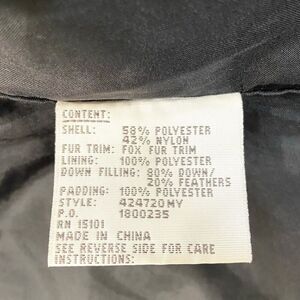 CONTENT:
SHELL: 58% POLYESTER
42% NYLON
FUR TRIM: FOX FUR TRIM
LINING: 100% POLYESTER
DOWN FILLING: 80% DOWN/
20% FEATHERS
PADDING: 100% POLYESTER
STYLE: 424720MY
P.O. 1800235
RN 15101
MADE IN CHINA
SEE REVERSE SIDE FOR CARE
INSTRUCTIONS: